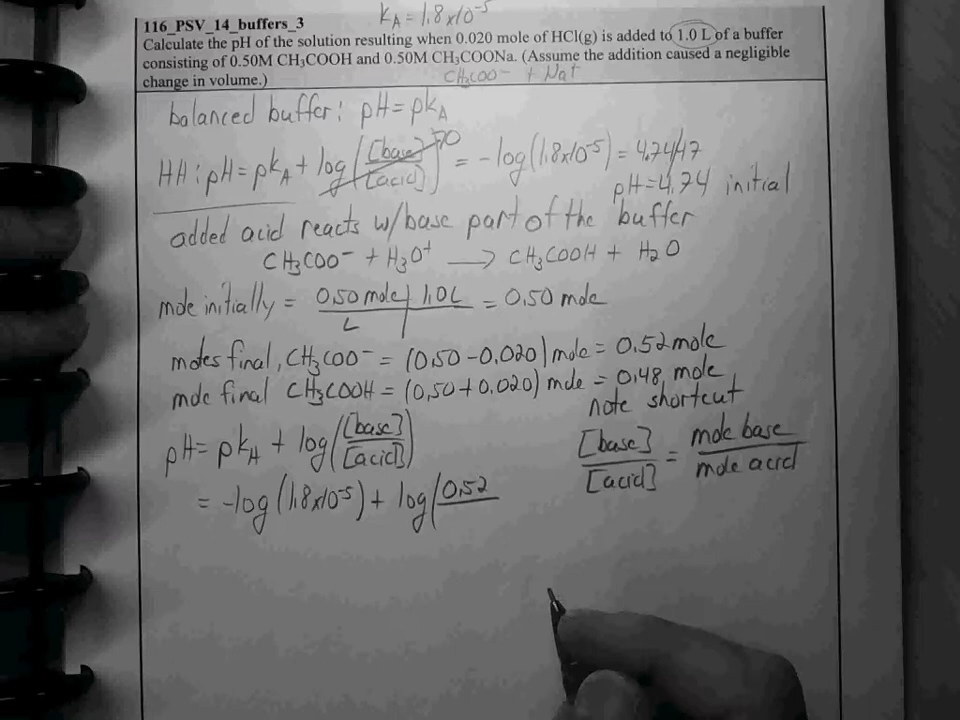 K_A = 1.8x10^-5
116_PSV_14_buffers_3
Calculate the pH of the solution resulting when 0.020 mole of HCl(g) is added to 1.0 L of a buffer
consisting of 0.50M CH₃COOH and 0.50M CH₃COONa. (Assume the addition caused a negligible
CH₃COO⁻ + Na⁺
change in volume.)
balanced buffer: pH = pK_A
HH: pH = pK_A + log([base]/[acid])→0 = -log(1.8x10^-5) = 4.7447
pH = 4.74 initial
added acid reacts w/base part of the buffer
CH₃COO⁻ + H₃O⁺ → CH₃COOH + H₂O
mole initially = 0.50 mole/L | 1.0L = 0.50 mole
moles final, CH₃COO⁻ = (0.50 - 0.020) mole = 0.52 mole
mole final CH₃COOH = (0.50 + 0.020) mole = 0.48 mole
note shortcut
pH = pK_A + log([base]/[acid])
[base]/[acid] = mole base/mole acid
= -log(1.8x10^-5) + log(0.52